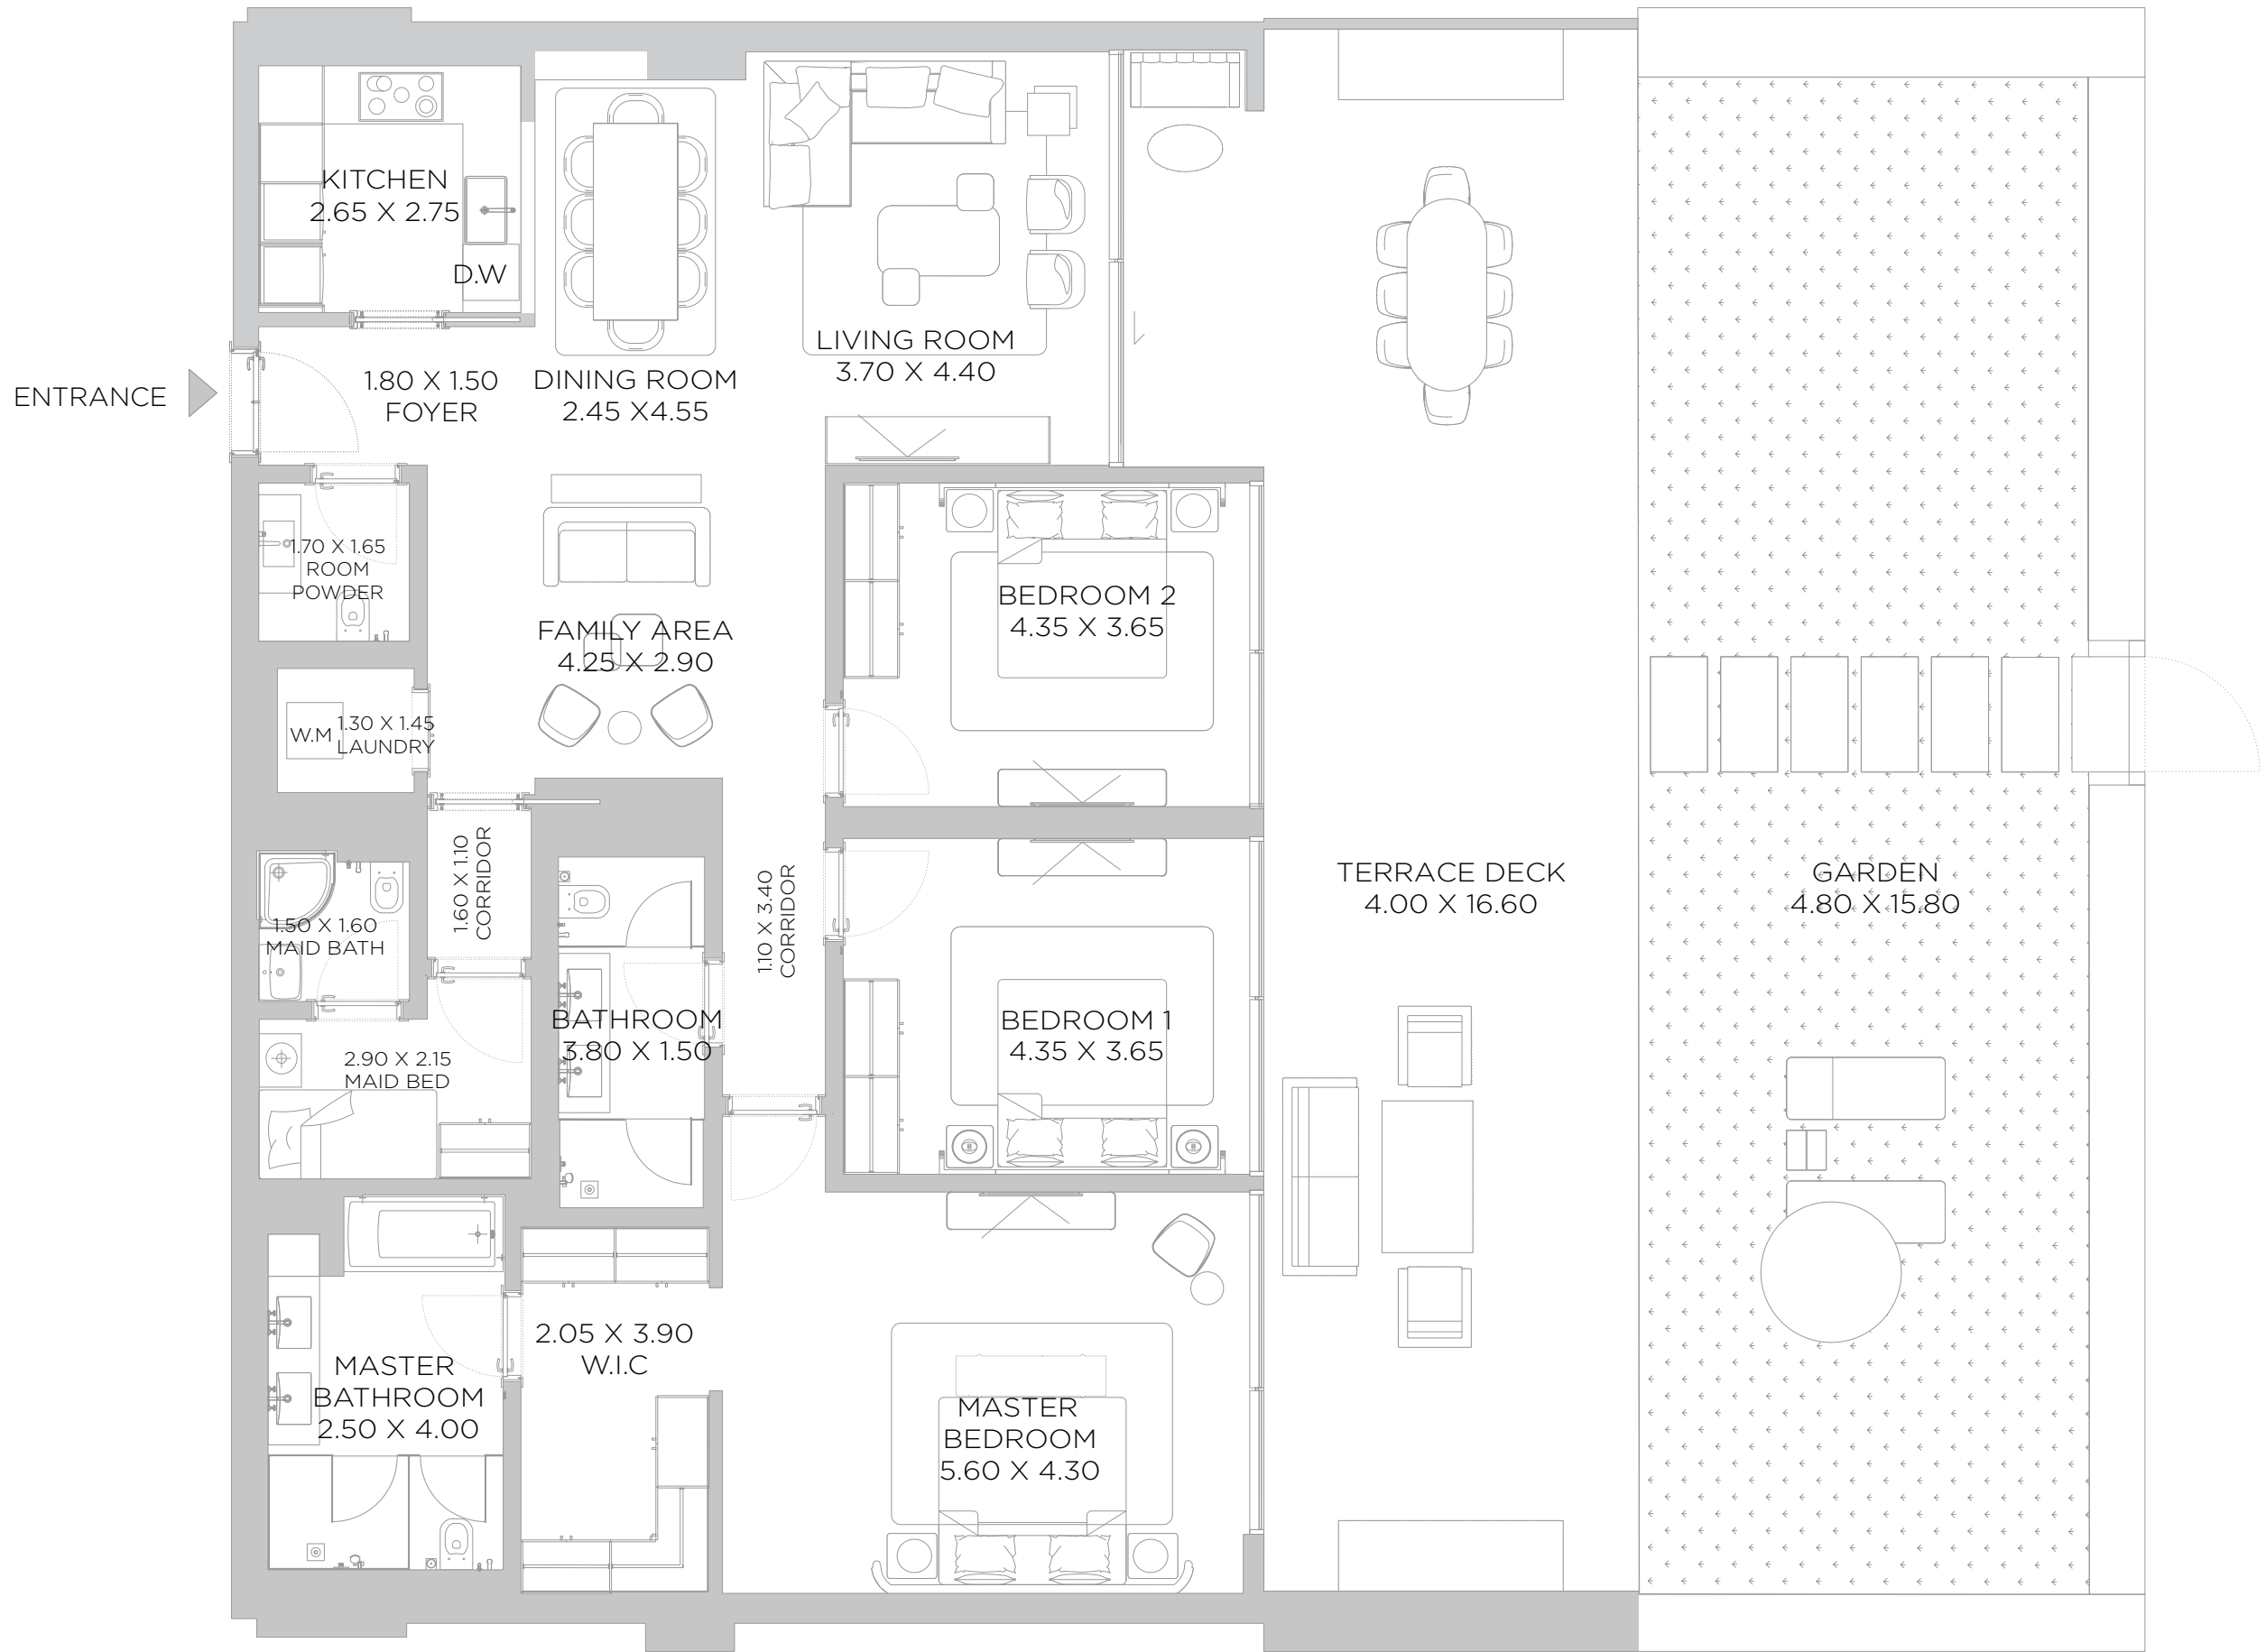 KITCHEN
2.65 X 2.75
D.W
LIVING ROOM
3.70 X 4.40
ENTRANCE
1.80 X 1.50
FOYER
DINING ROOM
2.45 X4.55
1.70 X 1.65
ROOM
POWDER
BEDROOM 2
4.35 X 3.65
FAMILY AREA
4.25 X 2.90
W.M
1.30 X 1.45
LAUNDRY
1.60 X 1.10
CORRIDOR
1.10 X 3.40
CORRIDOR
TERRACE DECK
4.00 X 16.60
GARDEN
4.80 X 15.80
1.50 X 1.60
MAID BATH
BATHROOM
3.80 X 1.50
BEDROOM 1
4.35 X 3.65
2.90 X 2.15
MAID BED
2.05 X 3.90
W.I.C
MASTER
BATHROOM
2.50 X 4.00
MASTER
BEDROOM
5.60 X 4.30